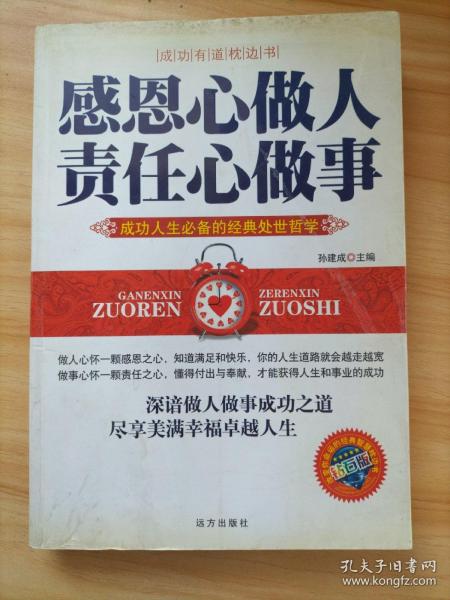 成功有道枕边书
感恩心做人
责任心做事
成功人生必备的经典处世哲学
孙建成◎主编
GANENXIN
ZUOREN
ZERENXIN
ZUOSHI
做人心怀一颗感恩之心，知道满足和快乐，你的人生道路就会越走越宽
做事心怀一颗责任之心，懂得付出与奉献，才能获得人生和事业的成功
深谙做人做事成功之道
尽享美满幸福卓越人生
钻石版
远方出版社
孔夫子旧书网
www.kongfz.com